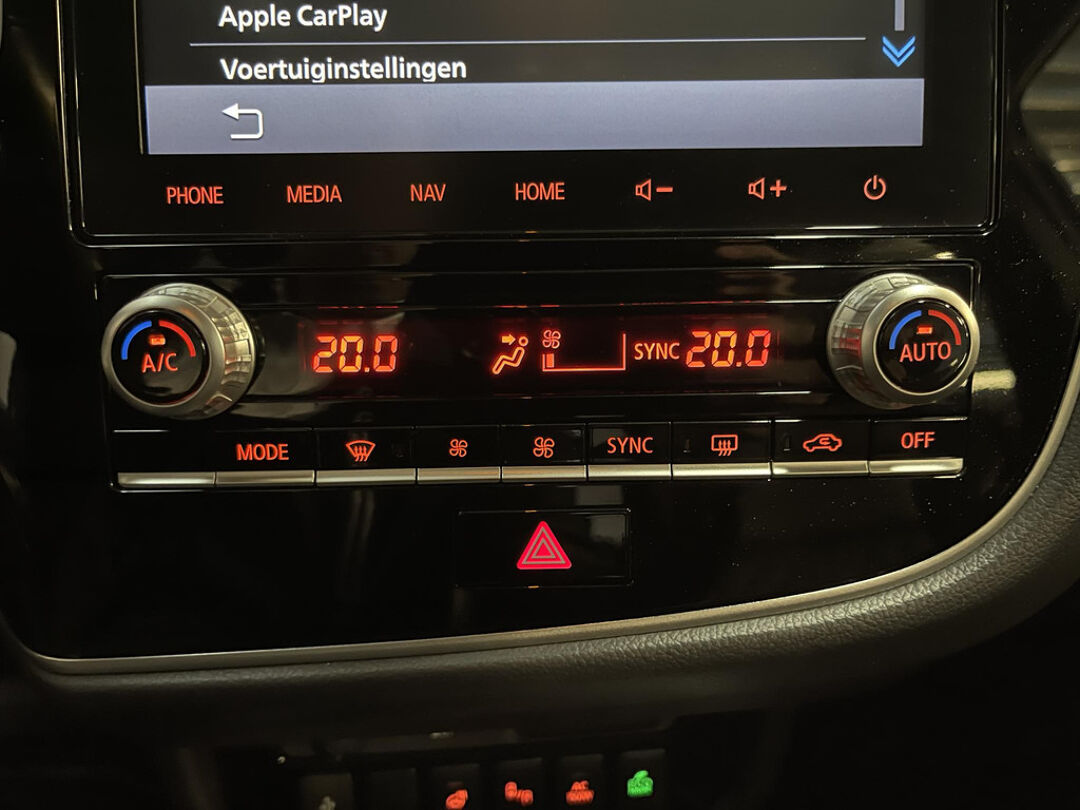 Apple CarPlay
Voertuiginstellingen
PHONE MEDIA NAV HOME
A/C 20.0 SYNC 20.0 AUTO
MODE SYNC OFF